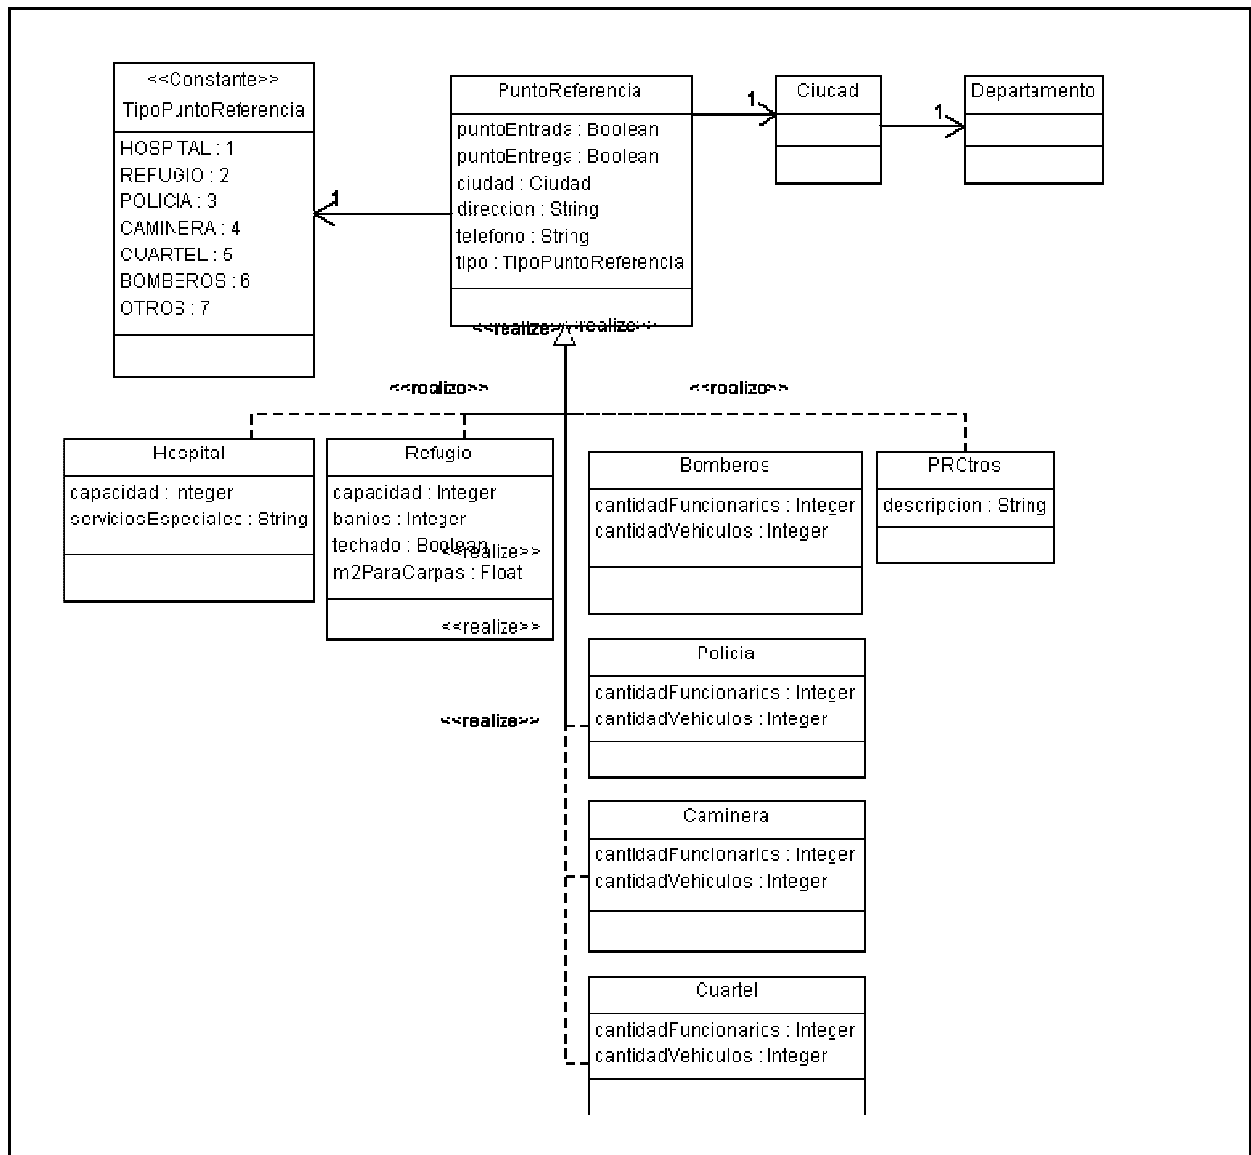 <<Constante>>
TipoPuntoReferencia
HOSPITAL : 1
REFUGIO : 2
POLICIA : 3
CAMINERA : 4
CUARTEL : 5
BOMBEROS : 6
OTROS : 7
1
PuntoReferencia
puntoEntrada : Boolean
puntoEntrega : Boolean
ciudad : Ciudad
direccion : String
telefono : String
tipo : TipoPuntoReferencia
1
Ciudad
1
Departamento
<<realize>>
<<realize>>
<<realize>>
<<realize>>
Hospital
capacidad : Integer
serviciosEspeciales : String
Refugio
capacidad : Integer
banios : Integer
techado : Boolean
m2ParaCarpas : Float
<<realize>>
<<realize>>
<<realize>>
Bomberos
cantidadFuncionarios : Integer
cantidadVehiculos : Integer
PROtros
descripcion : String
Policia
cantidadFuncionarios : Integer
cantidadVehiculos : Integer
Caminera
cantidadFuncionarios : Integer
cantidadVehiculos : Integer
Cuartel
cantidadFuncionarios : Integer
cantidadVehiculos : Integer